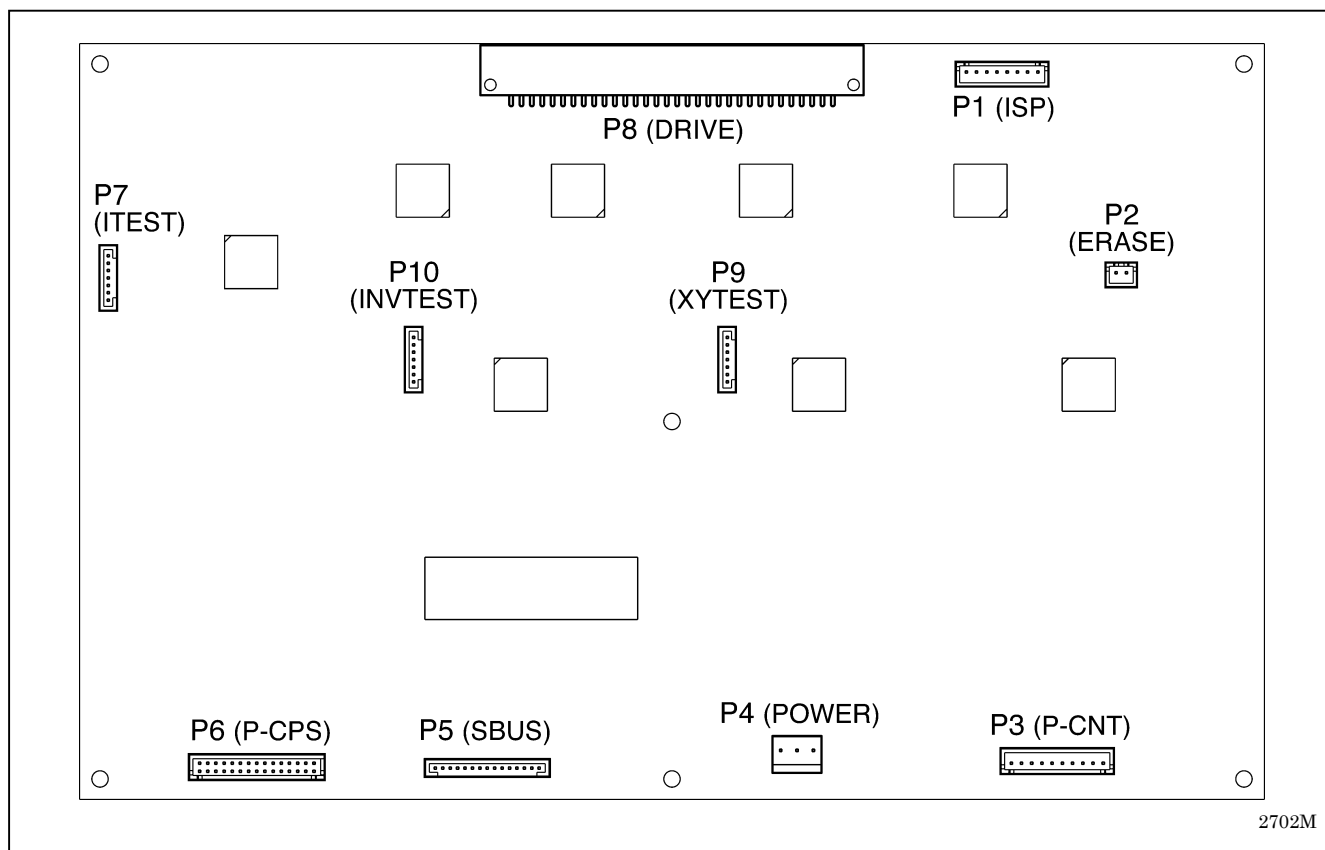 P1 (ISP)
P8 (DRIVE)
P7
(ITEST)
P2
(ERASE)
P10
(INVTEST)
P9
(XYTEST)
P6 (P-CPS)
P5 (SBUS)
P4 (POWER)
P3 (P-CNT)
2702M